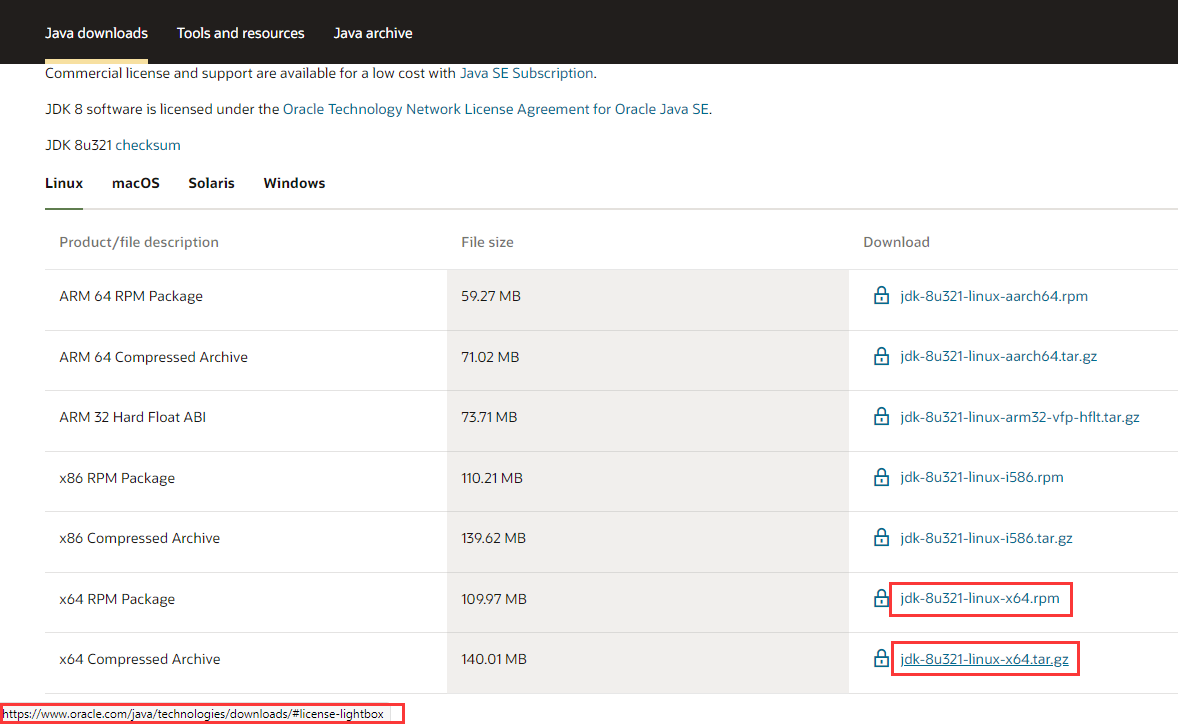 Java downloads Tools and resources Java archive
Commercial license and support are available for a low cost with Java SE Subscription.
JDK 8 software is licensed under the Oracle Technology Network License Agreement for Oracle Java SE.
JDK 8u321 checksum
Linux macOS Solaris Windows
Product/file description File size Download
ARM 64 RPM Package 59.27 MB jdk-8u321-linux-aarch64.rpm
ARM 64 Compressed Archive 71.02 MB jdk-8u321-linux-aarch64.tar.gz
ARM 32 Hard Float ABI 73.71 MB jdk-8u321-linux-arm32-vfp-hflt.tar.gz
x86 RPM Package 110.21 MB jdk-8u321-linux-i586.rpm
x86 Compressed Archive 139.62 MB jdk-8u321-linux-i586.tar.gz
x64 RPM Package 109.97 MB jdk-8u321-linux-x64.rpm
x64 Compressed Archive 140.01 MB jdk-8u321-linux-x64.tar.gz
https://www.oracle.com/java/technologies/downloads/#license-lightbox